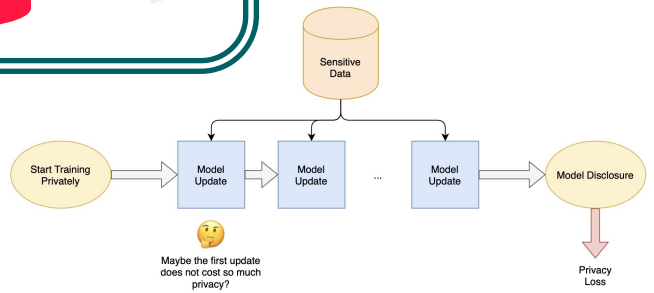 Sensitive
Data
Start Training
Privately
Model
Update
Model
Update
...
Model
Update
Model Disclosure
Maybe the first update
does not cost so much
privacy?
Privacy
Loss